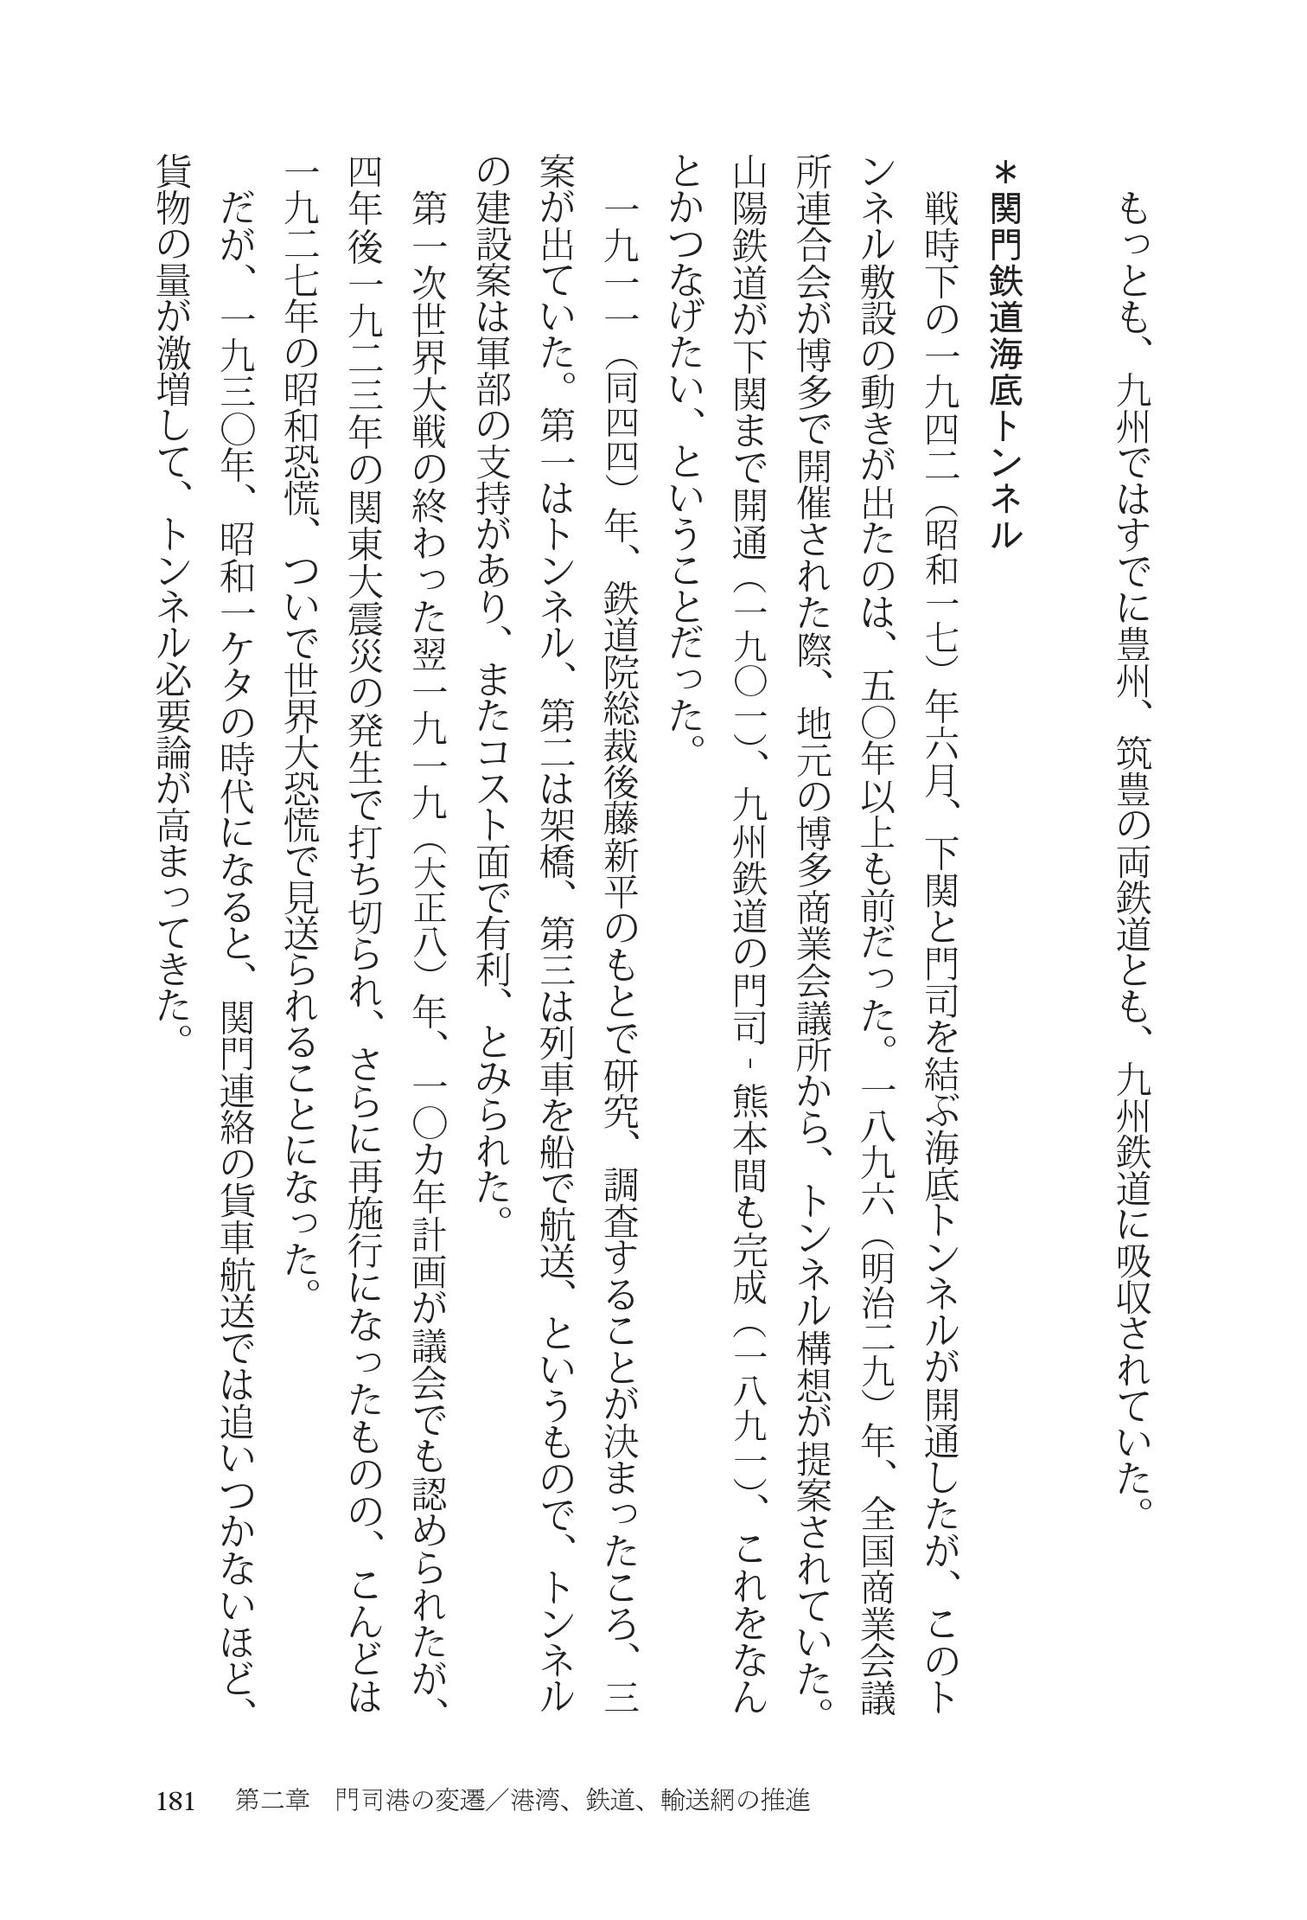 もっとも、九州ではすでに豊州、筑豊の両鉄道とも、九州鉄道に吸収されていた。
＊関門鉄道海底トンネル
戦時下の一九四二（昭和一七）年六月、下関と門司を結ぶ海底トンネルが開通したが、このト
ンネル敷設の動きが出たのは、五〇年以上も前だった。一八九六（明治二九）年、全国商業会議
所連合会が博多で開催された際、地元の博多商業会議所から、トンネル構想が提案されていた。
山陽鉄道が下関まで開通（一九〇一）、九州鉄道の門司-熊本間も完成（一八九一）、これをなん
とかつなげたい、ということだった。
一九一一（同四四）年、鉄道院総裁後藤新平のもとで研究、調査することが決まったころ、三
案が出ていた。第一はトンネル、第二は架橋、第三は列車を船で航送、というもので、トンネル
の建設案は軍部の支持があり、またコスト面で有利、とみられた。
第一次世界大戦の終わった翌一九一九（大正八）年、一〇カ年計画が議会でも認められたが、
四年後一九二三年の関東大震災の発生で打ち切られ、さらに再施行になったものの、こんどは
一九二七年の昭和恐慌、ついで世界大恐慌で見送られることになった。
だが、一九三〇年、昭和一ケタの時代になると、関門連絡の貨車航送では追いつかないほど、
貨物の量が激増して、トンネル必要論が高まってきた。
181　第二章　門司港の変遷／港湾、鉄道、輸送網の推進